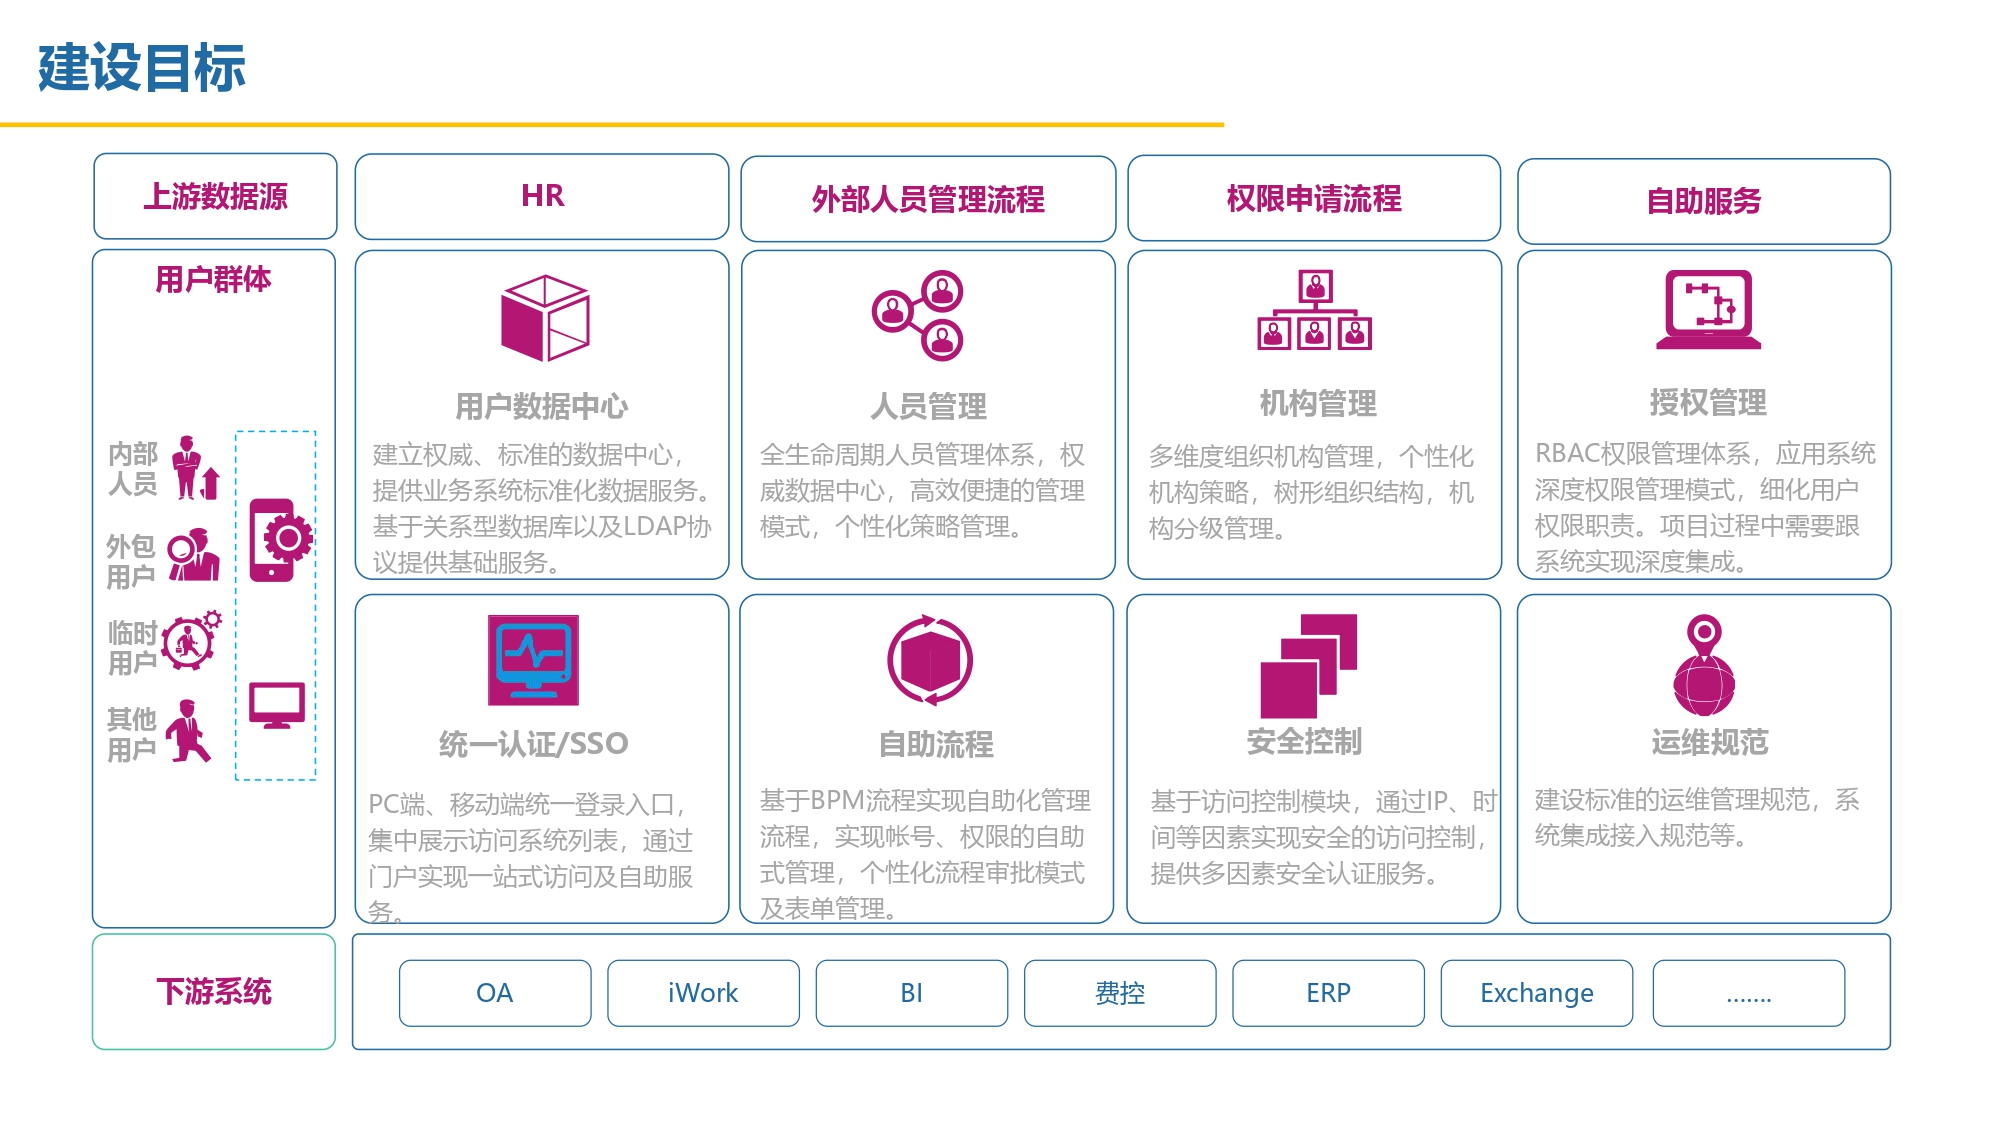 建设目标
上游数据源
HR
外部人员管理流程
权限申请流程
自助服务
用户群体
内部
人员
外包
用户
临时
用户
其他
用户
用户数据中心
建立权威、标准的数据中心，
提供业务系统标准化数据服务。
基于关系型数据库以及LDAP协
议提供基础服务。
人员管理
全生命周期人员管理体系，权
威数据中心，高效便捷的管理
模式，个性化策略管理。
机构管理
多维度组织机构管理，个性化
机构策略，树形组织结构，机
构分级管理。
授权管理
RBAC权限管理体系，应用系统
深度权限管理模式，细化用户
权限职责。项目过程中需要跟
系统实现深度集成。
统一认证/SSO
PC端、移动端统一登录入口，
集中展示访问系统列表，通过
门户实现一站式访问及自助服
务。
自助流程
基于BPM流程实现自助化管理
流程，实现帐号、权限的自助
式管理，个性化流程审批模式
及表单管理。
安全控制
基于访问控制模块，通过IP、时
间等因素实现安全的访问控制，
提供多因素安全认证服务。
运维规范
建设标准的运维管理规范，系
统集成接入规范等。
下游系统
OA
iWork
BI
费控
ERP
Exchange
.......